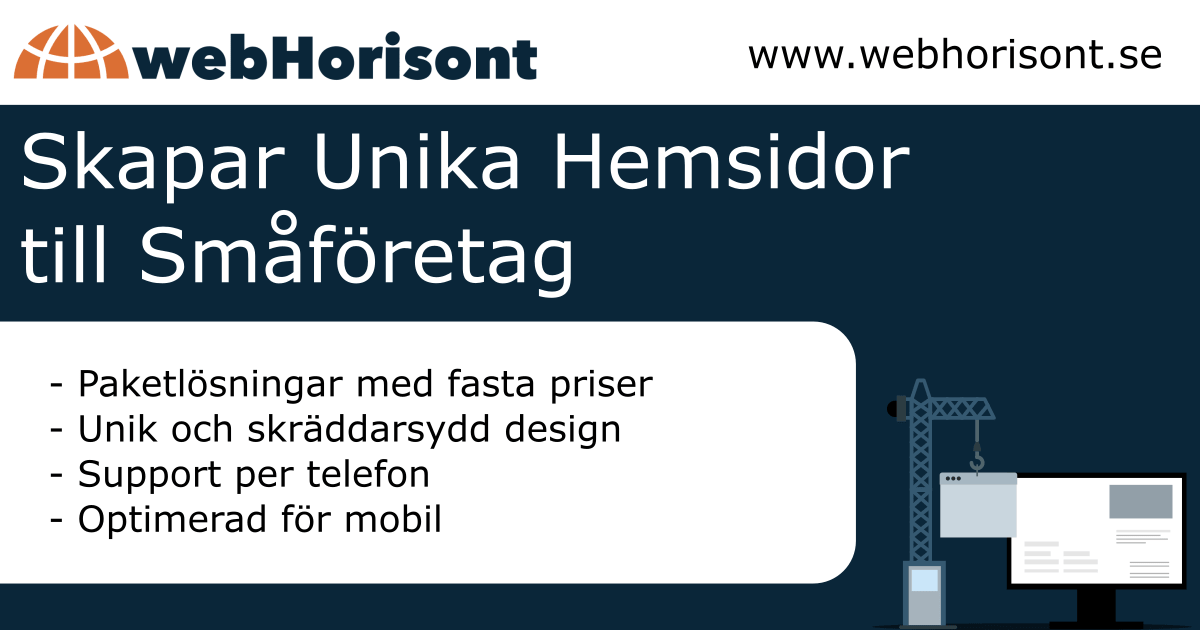 webHorisont
www.webhorisont.se
Skapar Unika Hemsidor
till Småföretag
- Paketlösningar med fasta priser
- Unik och skräddarsydd design
- Support per telefon
- Optimerad för mobil